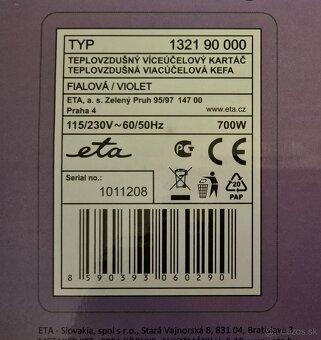 TYP 1321 90 000
TEPLOVZDUŠNÝ VÍCEÚČELOVÝ KARTÁČ
TEPLOVZDUŠNÁ VIACÚČELOVÁ KEFA
FIALOVÁ / VIOLET
ETA, a. s. Zelený Pruh 95/97 147 00
Praha 4 www.eta.cz
115/230V~60/50Hz 700W
eta
PG CE
Serial no.:
1011208
20
PAP
8 590393 060290
ETA - Slovakia, spol s r.o., Stará Vajnorská 8, 831 04, Bratislava 3